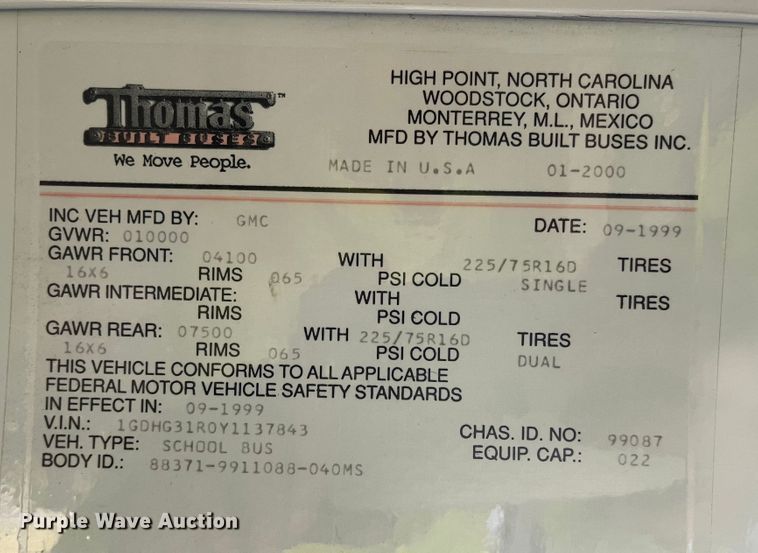 Thomas™
BUILT BUSES
We Move People.
HIGH POINT, NORTH CAROLINA
WOODSTOCK, ONTARIO
MONTERREY, M.L., MEXICO
MFD BY THOMAS BUILT BUSES INC.
MADE IN U.S.A 01-2000
INC VEH MFD BY: GMC DATE: 09-1999
GVWR: 010000
GAWR FRONT: 04100 WITH 225/75R16D TIRES
16X6 RIMS 065 PSI COLD SINGLE
GAWR INTERMEDIATE: WITH TIRES
RIMS PSI COLD
GAWR REAR: 07500 WITH 225/75R16D TIRES
16X6 RIMS 065 PSI COLD DUAL
THIS VEHICLE CONFORMS TO ALL APPLICABLE
FEDERAL MOTOR VEHICLE SAFETY STANDARDS
IN EFFECT IN: 09-1999
V.I.N.: 1GDHG31R0Y1137843 CHAS. ID. NO: 99087
VEH. TYPE: SCHOOL BUS EQUIP. CAP.: 022
BODY ID.: 88371-9911088-040MS
Purple Wave Auction